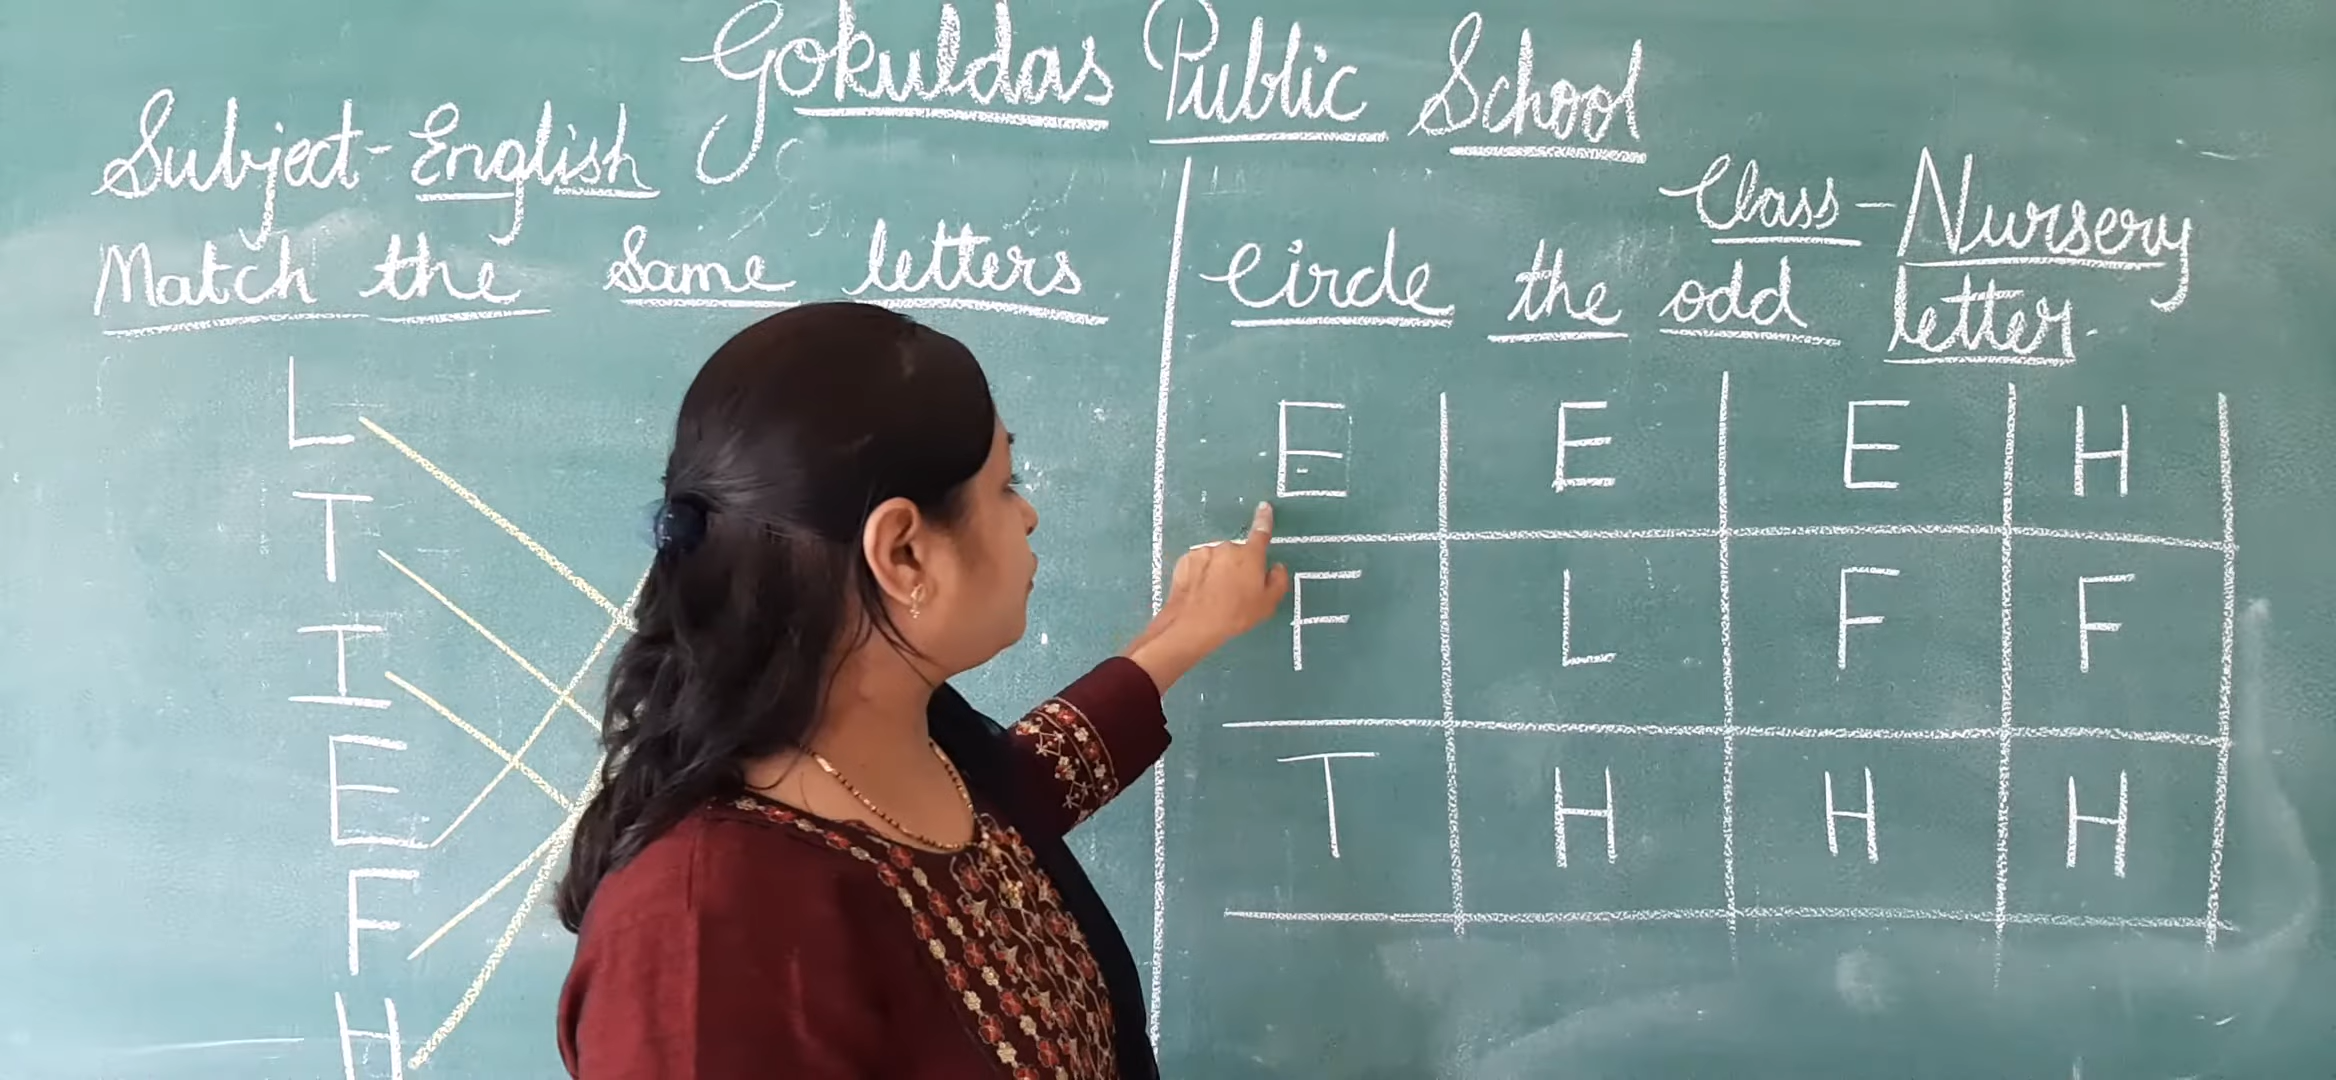 Gokuldas Public School
Subject-English
Class-Nursery
Match the same letters
L
T
I
E
F
H
Circle the odd letter.
E E E H
F L F F
T H H H